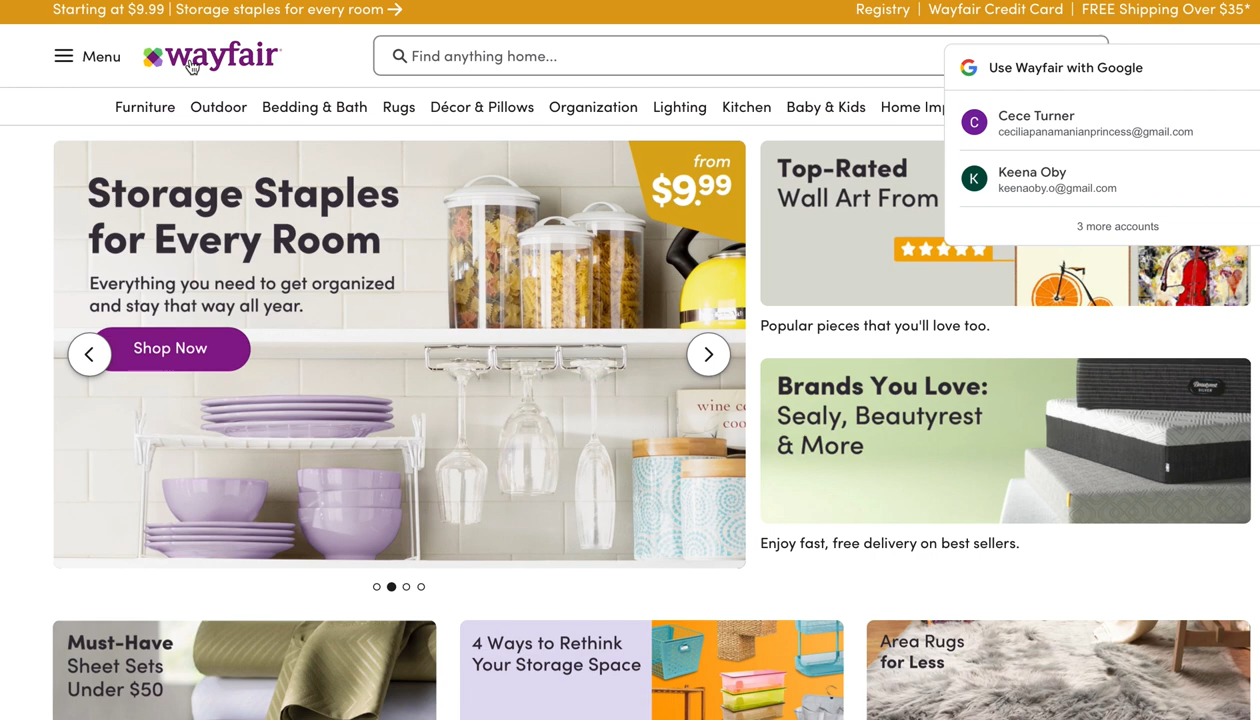 Starting at $9.99 | Storage staples for every room
Registry | Wayfair Credit Card | FREE Shipping Over $35*
Menu
wayfair
Find anything home...
Use Wayfair with Google
C
Cece Turner
ceciliapanamanianprincess@gmail.com
K
Keena Oby
keenaoby.o@gmail.com
3 more accounts
Furniture Outdoor Bedding & Bath Rugs Décor & Pillows Organization Lighting Kitchen Baby & Kids Home Imp
Storage Staples
for Every Room
Everything you need to get organized
and stay that way all year.
Shop Now
from
$9.99
wine
Top-Rated
Wall Art From
Popular pieces that you'll love too.
Brands You Love:
Sealy, Beautyrest
& More
Enjoy fast, free delivery on best sellers.
Must-Have
Sheet Sets
Under $50
4 Ways to Rethink
Your Storage Space
Area Rugs
for Less